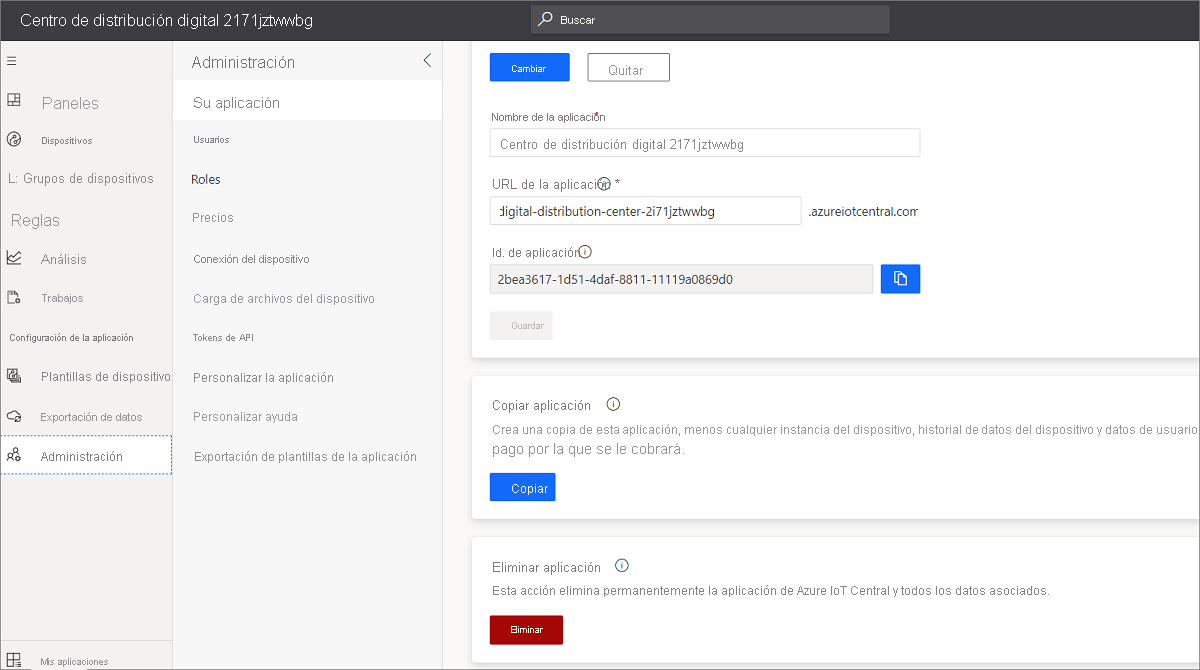 Centro de distribución digital 2171jztwwbg
Buscar
Paneles
Dispositivos
L: Grupos de dispositivos
Reglas
Análisis
Trabajos
Configuración de la aplicación
Plantillas de dispositivo
Exportación de datos
Administración
Mis aplicaciones
Administración
Su aplicación
Usuarios
Roles
Precios
Conexión del dispositivo
Carga de archivos del dispositivo
Tokens de API
Personalizar la aplicación
Personalizar ayuda
Exportación de plantillas de la aplicación
Cambiar
Quitar
Nombre de la aplicación*
Centro de distribución digital 2171jztwwbg
URL de la aplicación *
digital-distribution-center-2i71jztwwbg .azureiotcentral.com
Id. de aplicación
2bea3617-1d51-4daf-8811-11119a0869d0
Guardar
Copiar aplicación
Crea una copia de esta aplicación, menos cualquier instancia del dispositivo, historial de datos del dispositivo y datos de usuario
pago por la que se le cobrará.
Copiar
Eliminar aplicación
Esta acción elimina permanentemente la aplicación de Azure IoT Central y todos los datos asociados.
Eliminar